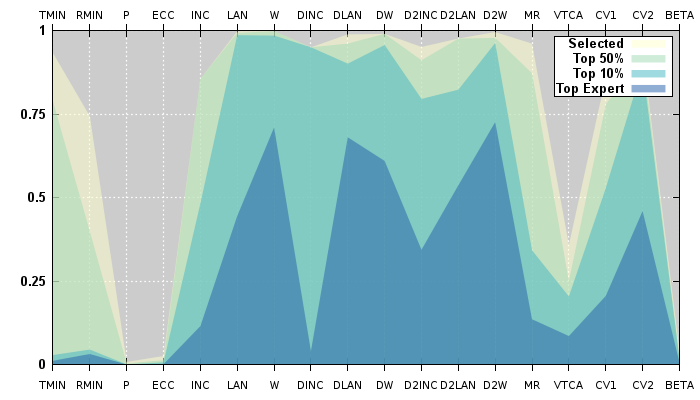 TMIN RMIN P ECC INC LAN W DINC DLAN DW D2INC D2LAN D2W MR VTCA CV1 CV2 BETA
1
Selected
Top 50%
Top 10%
Top Expert
0.75
0.5
0.25
0
TMIN RMIN P ECC INC LAN W DINC DLAN DW D2INC D2LAN D2W MR VTCA CV1 CV2 BETA